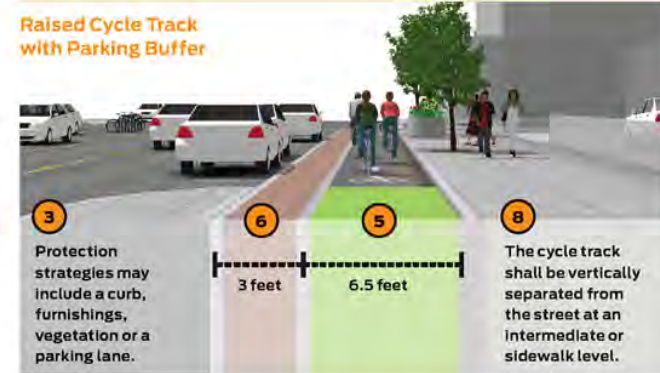 Raised Cycle Track
with Parking Buffer
3
6
5
8
Protection
strategies may
include a curb,
furnishings,
vegetation or a
parking lane.
3 feet
6.5 feet
The cycle track
shall be vertically
separated from
the street at an
intermediate or
sidewalk level.